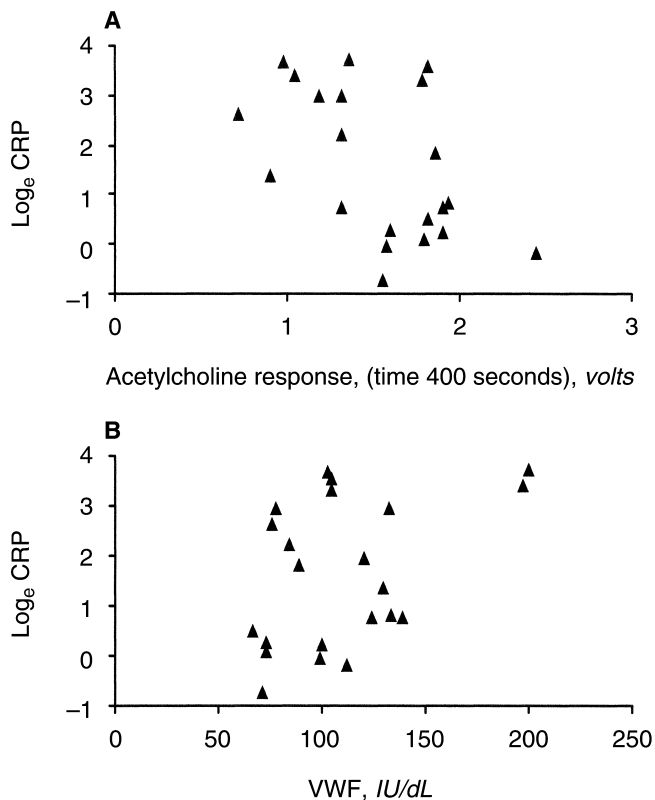 A
4
3
2
1
0
–1
Logₑ CRP
0 1 2 3
Acetylcholine response, (time 400 seconds), volts
B
4
3
2
1
0
–1
Logₑ CRP
0 50 100 150 200 250
VWF, IU/dL